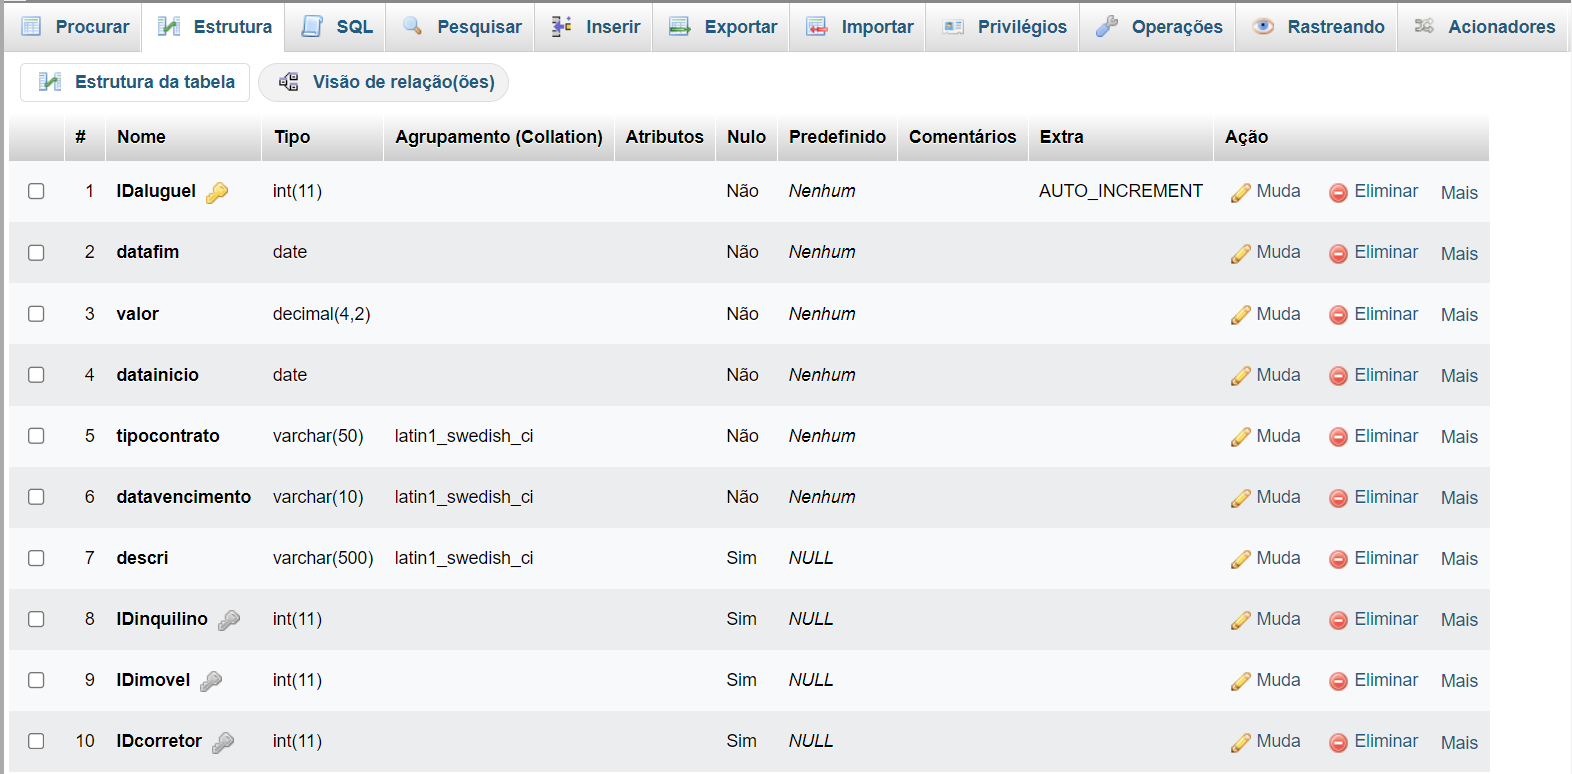 Procurar Estrutura SQL Pesquisar Inserir Exportar Importar Privilégios Operações Rastreando Acionadores
Estrutura da tabela Visão de relação(ões)
# Nome Tipo Agrupamento (Collation) Atributos Nulo Predefinido Comentários Extra Ação
1 IDaluguel int(11) Não Nenhum AUTO_INCREMENT Muda Eliminar Mais
2 datafim date Não Nenhum Muda Eliminar Mais
3 valor decimal(4,2) Não Nenhum Muda Eliminar Mais
4 datainicio date Não Nenhum Muda Eliminar Mais
5 tipocontrato varchar(50) latin1_swedish_ci Não Nenhum Muda Eliminar Mais
6 datavencimento varchar(10) latin1_swedish_ci Não Nenhum Muda Eliminar Mais
7 descri varchar(500) latin1_swedish_ci Sim NULL Muda Eliminar Mais
8 IDinquilino int(11) Sim NULL Muda Eliminar Mais
9 IDimovel int(11) Sim NULL Muda Eliminar Mais
10 IDcorretor int(11) Sim NULL Muda Eliminar Mais